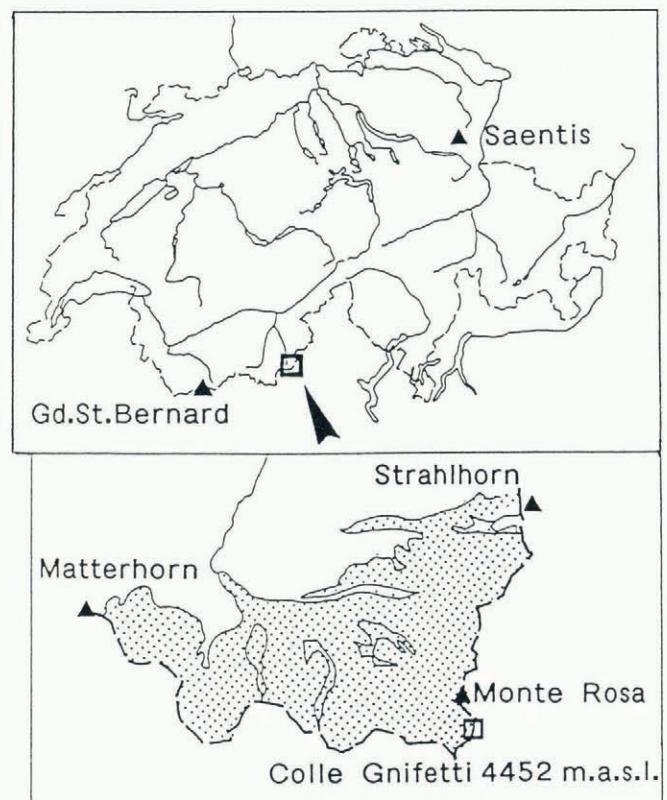 Saentis
Gd.St.Bernard
Strahlhorn
Matterhorn
Monte Rosa
Colle Gnifetti 4452 m.a.s.l.